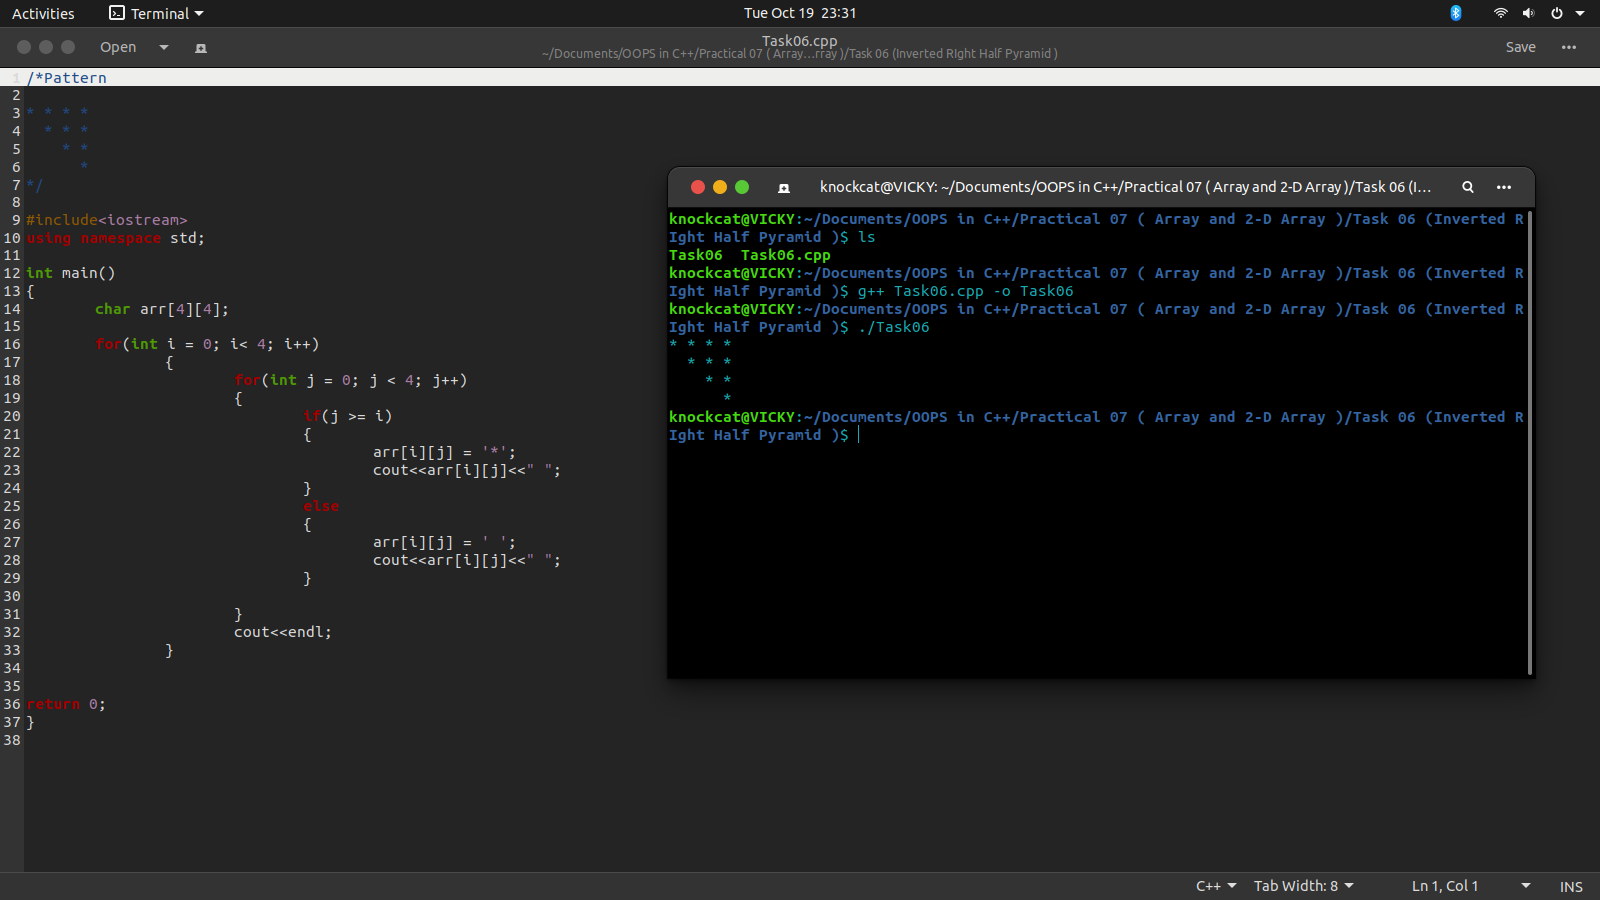 Activities Terminal Tue Oct 19 23:31
Open Task06.cpp Save
~/Documents/OOPS in C++/Practical 07 ( Array...rray )/Task 06 (Inverted RIght Half Pyramid )
1 /*Pattern
2
3 * * * *
4   * * *
5     * *
6       *
7 */
8
9 #include<iostream>
10 using namespace std;
11
12 int main()
13 {
14         char arr[4][4];
15
16         for(int i = 0; i< 4; i++)
17                 {
18                         for(int j = 0; j < 4; j++)
19                         {
20                                 if(j >= i)
21                                 {
22                                         arr[i][j] = '*';
23                                         cout<<arr[i][j]<<" ";
24                                 }
25                                 else
26                                 {
27                                         arr[i][j] = ' ';
28                                         cout<<arr[i][j]<<" ";
29                                 }
30
31                         }
32                         cout<<endl;
33                 }
34
35
36 return 0;
37 }
38
knockcat@VICKY: ~/Documents/OOPS in C++/Practical 07 ( Array and 2-D Array )/Task 06 (I...
knockcat@VICKY:~/Documents/OOPS in C++/Practical 07 ( Array and 2-D Array )/Task 06 (Inverted R
Ight Half Pyramid )$ ls
Task06  Task06.cpp
knockcat@VICKY:~/Documents/OOPS in C++/Practical 07 ( Array and 2-D Array )/Task 06 (Inverted R
Ight Half Pyramid )$ g++ Task06.cpp -o Task06
knockcat@VICKY:~/Documents/OOPS in C++/Practical 07 ( Array and 2-D Array )/Task 06 (Inverted R
Ight Half Pyramid )$ ./Task06
* * * *
  * * *
    * *
      *
knockcat@VICKY:~/Documents/OOPS in C++/Practical 07 ( Array and 2-D Array )/Task 06 (Inverted R
Ight Half Pyramid )$
C++ Tab Width: 8 Ln 1, Col 1 INS